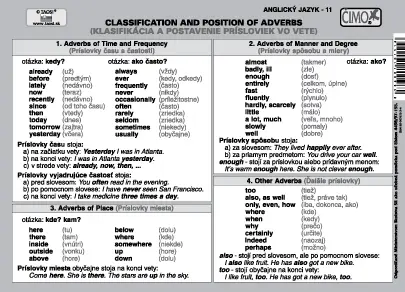 © TAOSI®
www.taosi.sk
ANGLICKÝ JAZYK - 11
CLASSIFICATION AND POSITION OF ADVERBS
(KLASIFIKÁCIA A POSTAVENIE PRÍSLOVIEK VO VETE)
CIMOX
1. Adverbs of Time and Frequency
(Príslovky času a častosti)
otázka: kedy? otázka: ako často?
already (už) always (vždy)
before (predtým) ever (kedy, odkedy)
lately (nedávno) frequently (často)
now (teraz) never (nikdy)
recently (nedávno) occasionally (príležitostne)
since (od toho času) often (často)
then (vtedy) rarely (zriedka)
today (dnes) seldom (zriedka)
tomorrow (zajtra) sometimes (niekedy)
yesterday (včera) usually (obyčajne)
Príslovky času stoja:
a) na začiatku vety: Yesterday I was in Atlanta.
b) na konci vety: I was in Atlanta yesterday.
c) v strede vety: already, now, then, ...
Príslovky vyjadrujúce častosť stoja:
a) pred slovesom: You often read in the evening.
b) po pomocnom slovese: I have never seen San Francisco.
c) na konci vety: I take medicine three times a day.
3. Adverbs of Place (Príslovky miesta)
otázka: kde? kam?
here (tu) below (dolu)
there (tam) where (kde)
inside (vnútri) somewhere (niekde)
outside (vonku) up (hore)
above (hore) down (dolu)
Príslovky miesta obyčajne stoja na konci vety:
Come here. She is there. The stars are up in the sky.
2. Adverbs of Manner and Degree
(Príslovky spôsobu a miery)
almost (takmer) otázka: ako?
badly, ill (zle)
enough (dosť)
entirely (celkom, úplne)
fast (rýchlo)
fluently (plynulo)
hardly, scarcely (sotva)
little (málo)
a lot, much (veľa, mnoho)
slowly (pomaly)
well (dobre)
Príslovky spôsobu stoja:
a) za slovesom: They lived happily ever after.
b) za priamym predmetom: You drive your car well.
enough - stojí za príslovkou alebo prídavným menom:
It's warm enough here. She is not clever enough.
4. Other Adverbs (Ďalšie príslovky)
too (tiež)
also, as well (tiež, práve tak)
only, even, how (iba, dokonca, ako)
where (kde)
when (kedy)
why (prečo)
certainly (určite)
indeed (naozaj)
perhaps (možno)
also - stojí pred slovesom, ale po pomocnom slovese:
I also like fruit. He has also got a new bike.
too - stojí obyčajne na konci vety:
I like fruit, too. He has got a new bike, too.